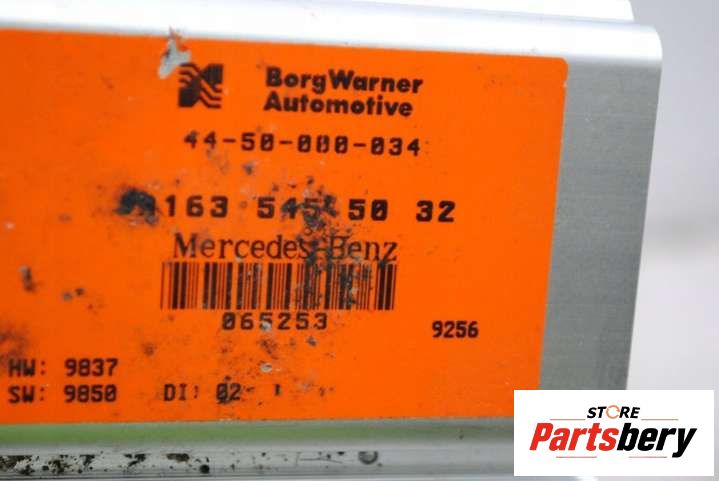 BorgWarner
Automotive
44-50-000-034
A163 545 50 32
Mercedes-Benz
065253
9256
HW: 9837
SW: 9850 DI: 02
STORE
Partsbery